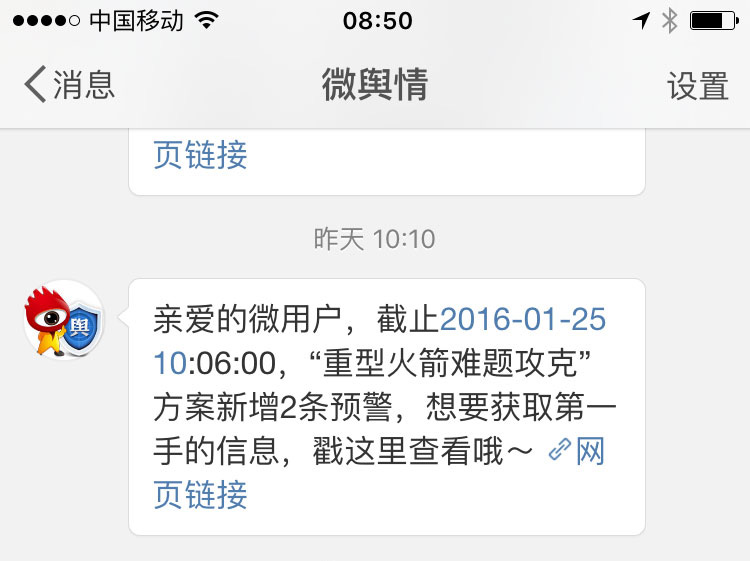 中国移动 08:50
消息 微舆情 设置
页链接
昨天 10:10
舆
亲爱的微用户，截止2016-01-25
10:06:00，“重型火箭难题攻克”
方案新增2条预警，想要获取第一
手的信息，戳这里查看哦～ 网
页链接